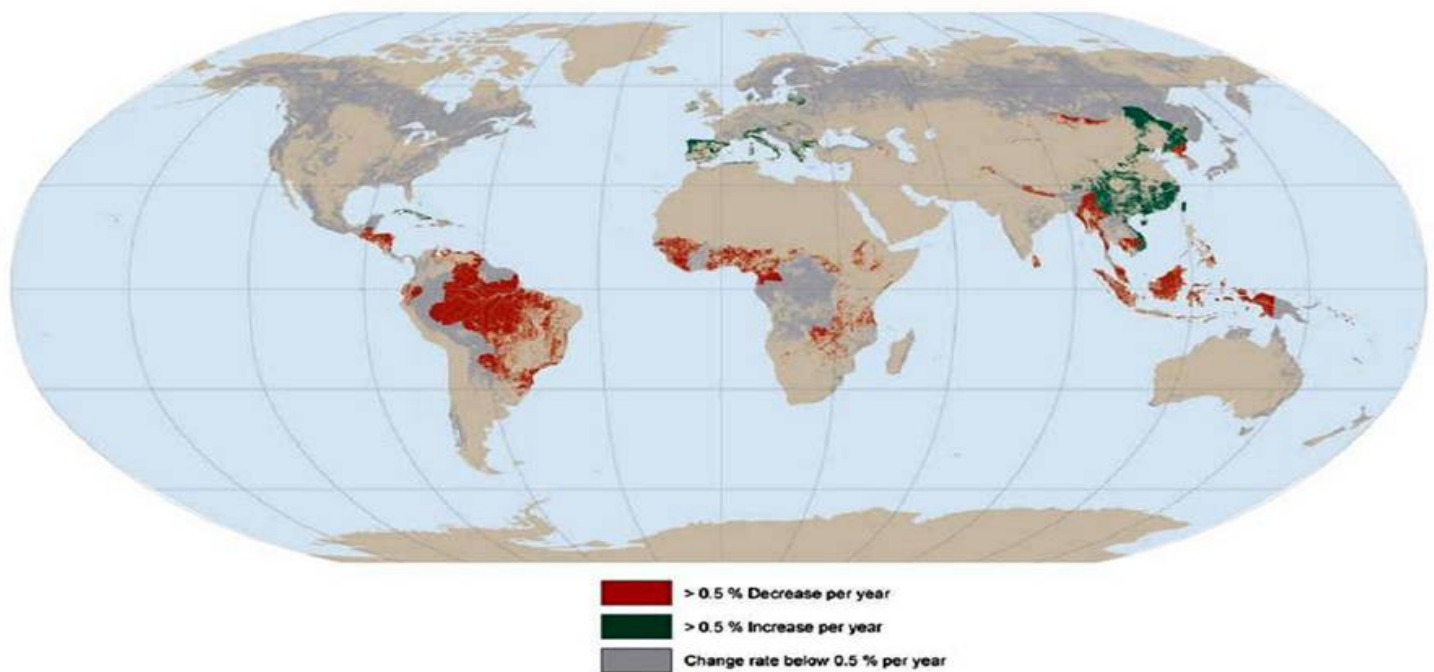 > 0.5 % Decrease per year
> 0.5 % Increase per year
Change rate below 0.5 % per year